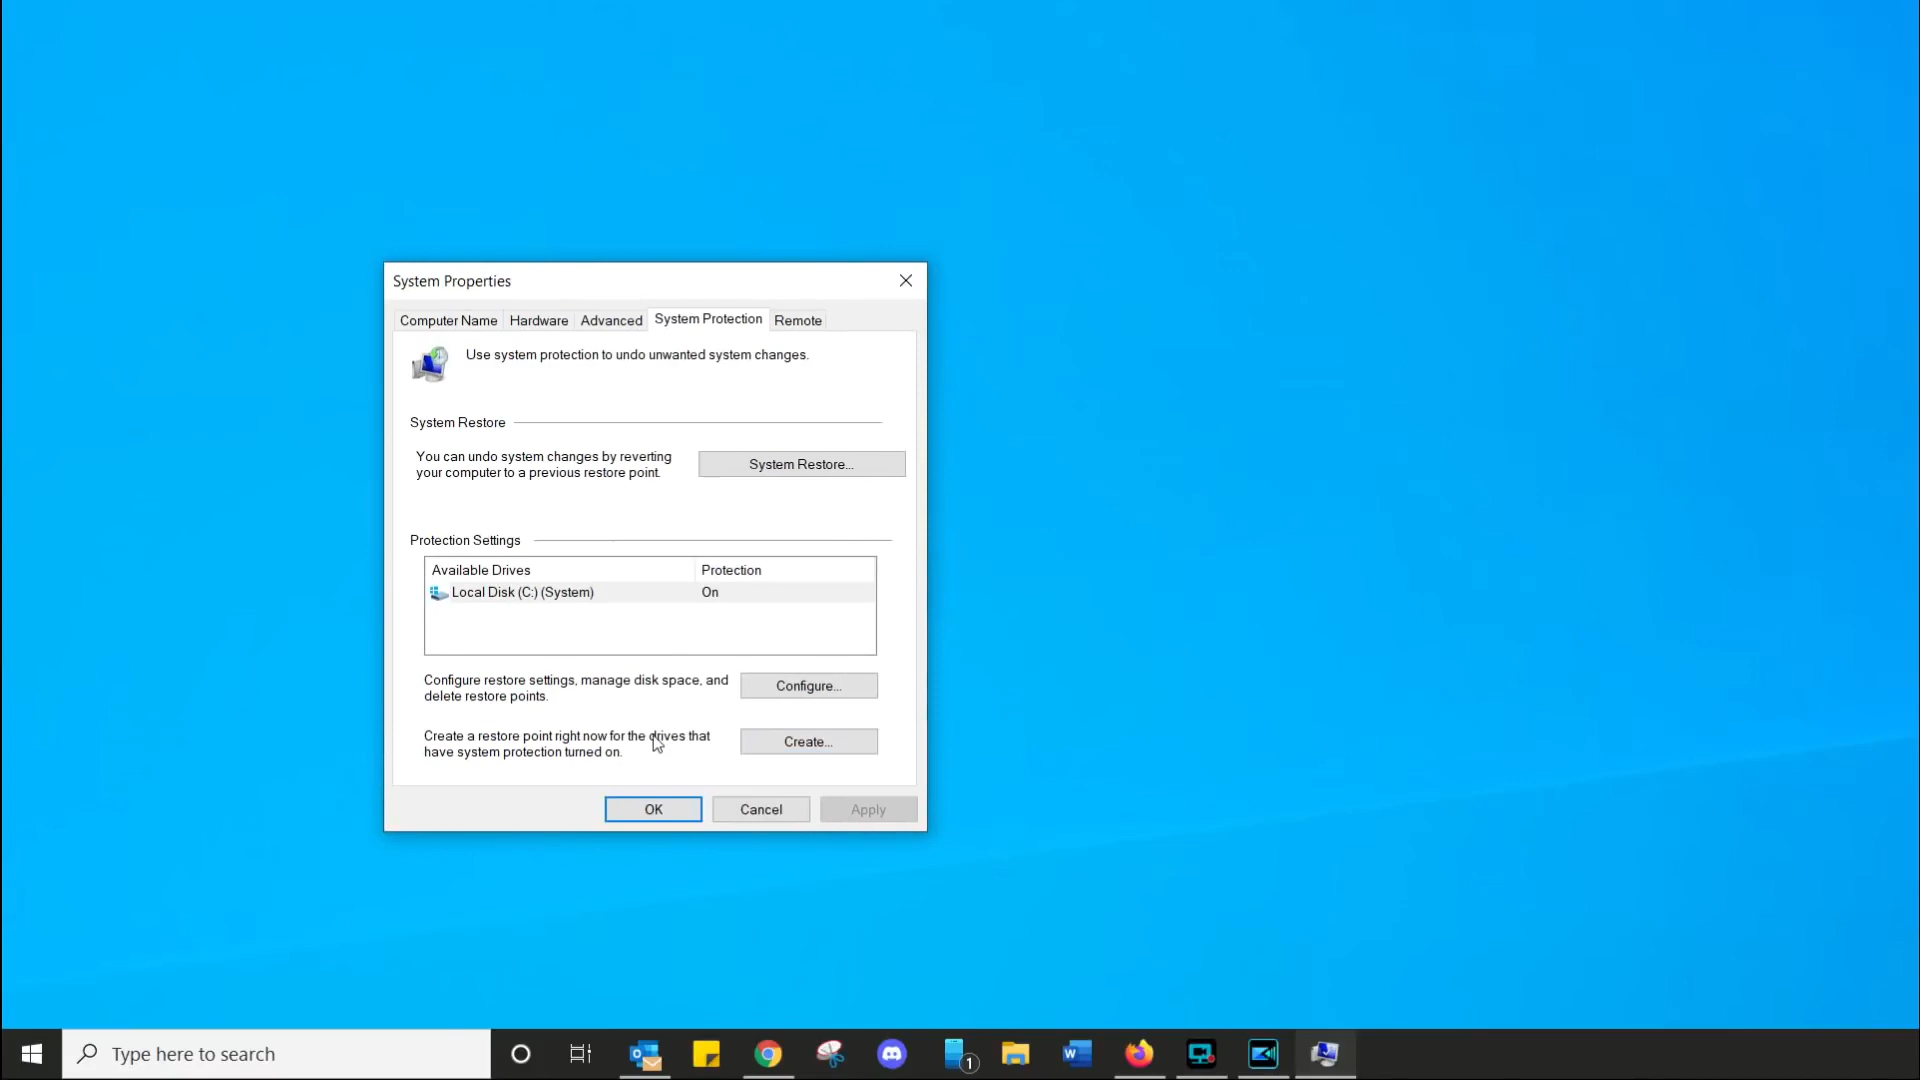 System Properties
Computer Name Hardware Advanced System Protection Remote
Use system protection to undo unwanted system changes.
System Restore
You can undo system changes by reverting
your computer to a previous restore point.
System Restore...
Protection Settings
Available Drives Protection
Local Disk (C:) (System) On
Configure restore settings, manage disk space, and
delete restore points.
Configure...
Create a restore point right now for the drives that
have system protection turned on.
Create...
OK Cancel Apply
Type here to search
1